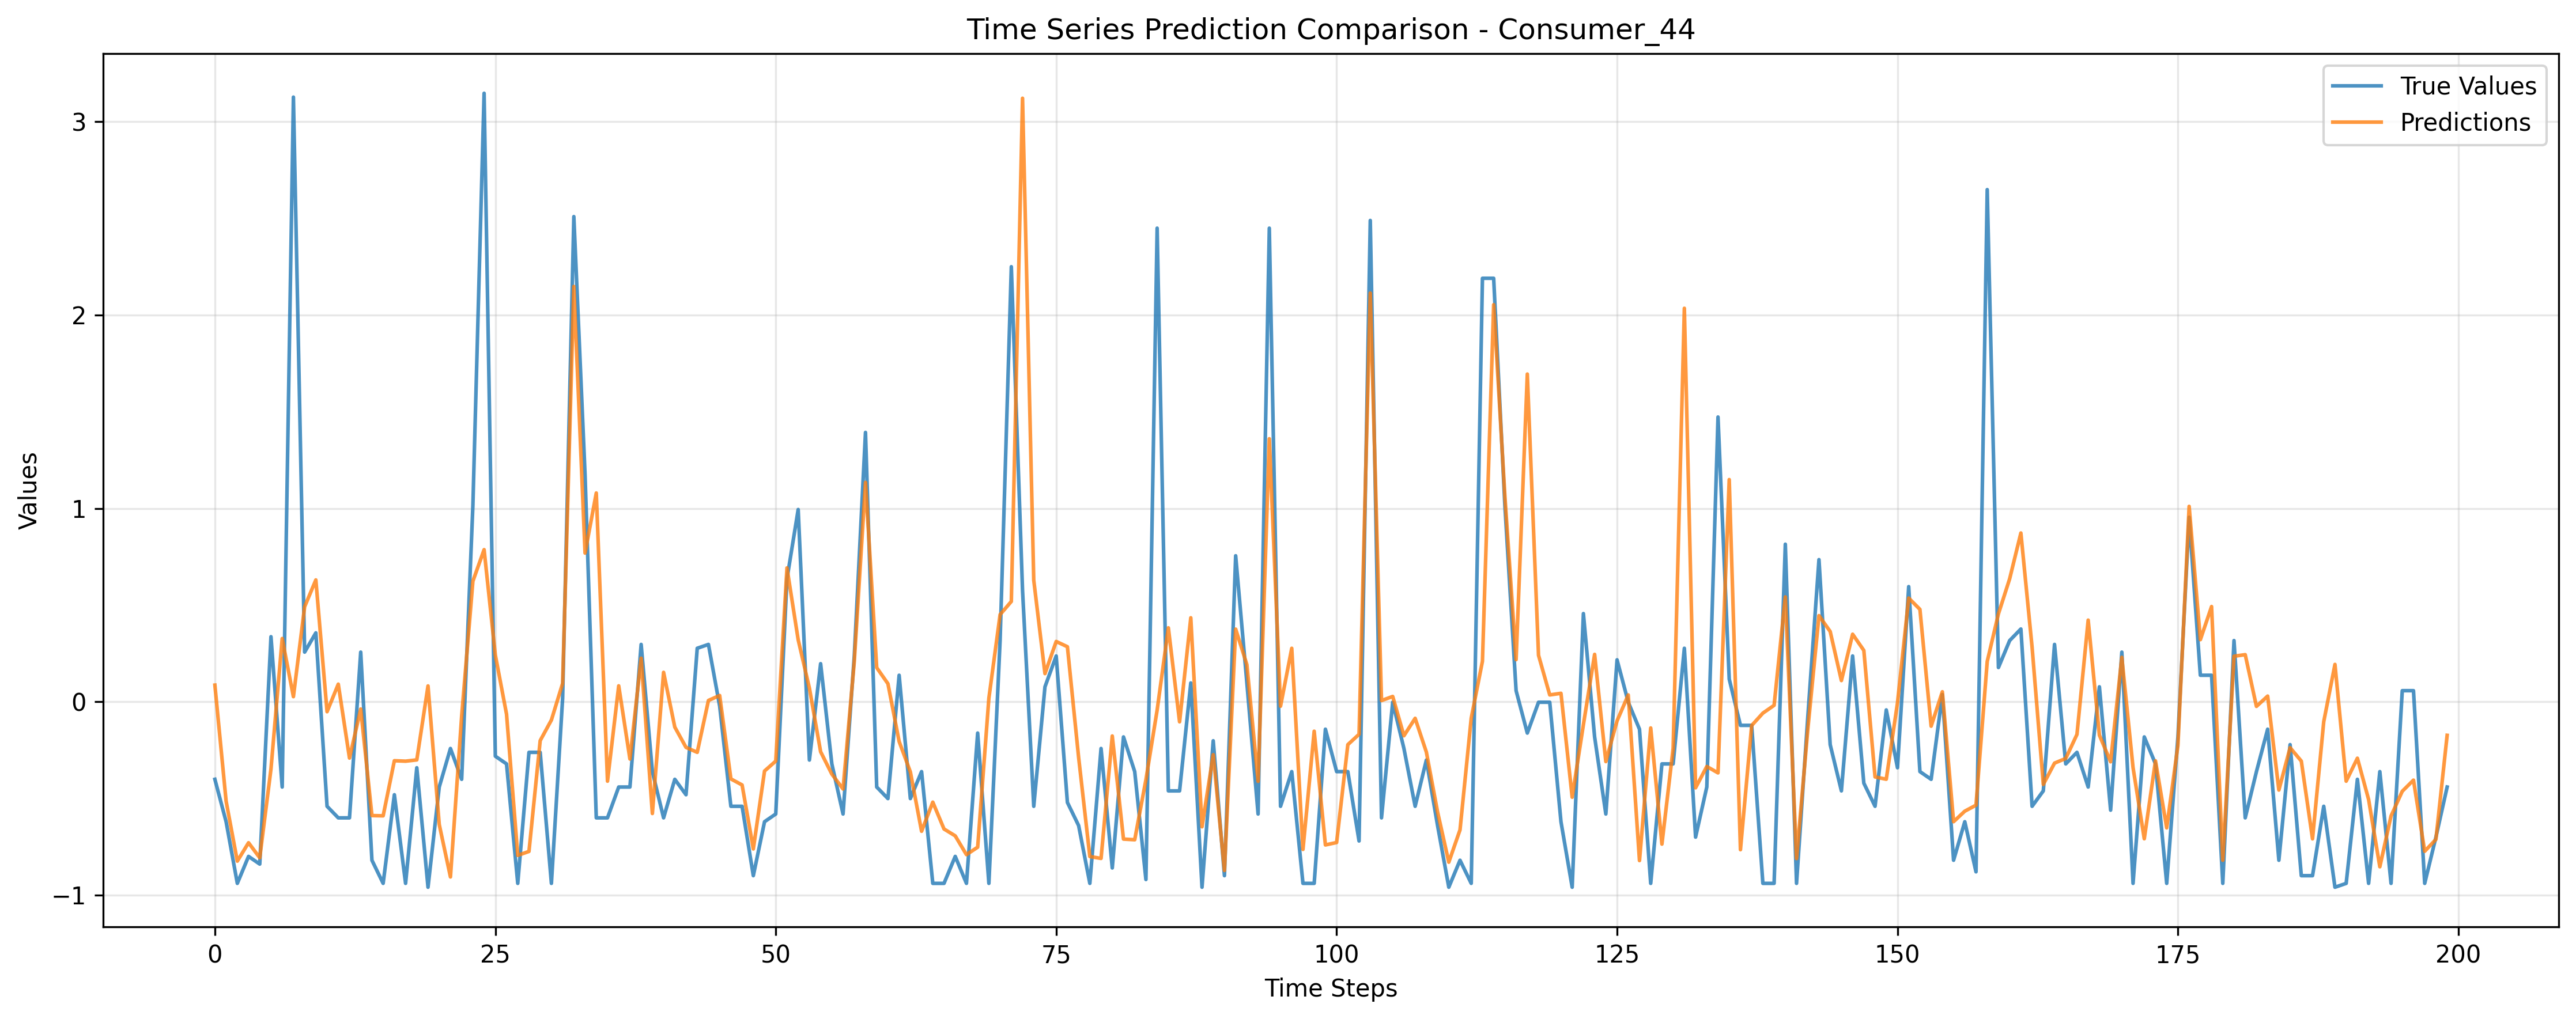 Time Series Prediction Comparison - Consumer_44
True Values
Predictions
Values
3
2
1
0
−1
0 25 50 75 100 125 150 175 200
Time Steps